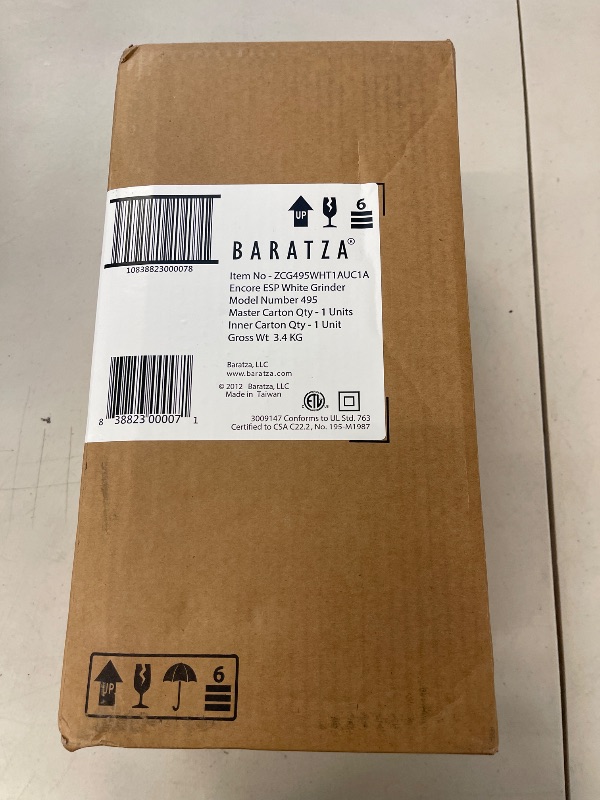 UP
6
10838823000078
BARATZA®
Item No - ZCG495WHT1AUC1A
Encore ESP White Grinder
Model Number 495
Master Carton Qty - 1 Units
Inner Carton Qty - 1 Unit
Gross Wt 3.4 KG
Baratza, LLC
www.baratza.com
© 2012 Baratza, LLC
Made in Taiwan
8 38823 00007 1
ETL
3009147 Conforms to UL Std. 763
Certified to CSA C22.2, No. 195-M1987
UP
6